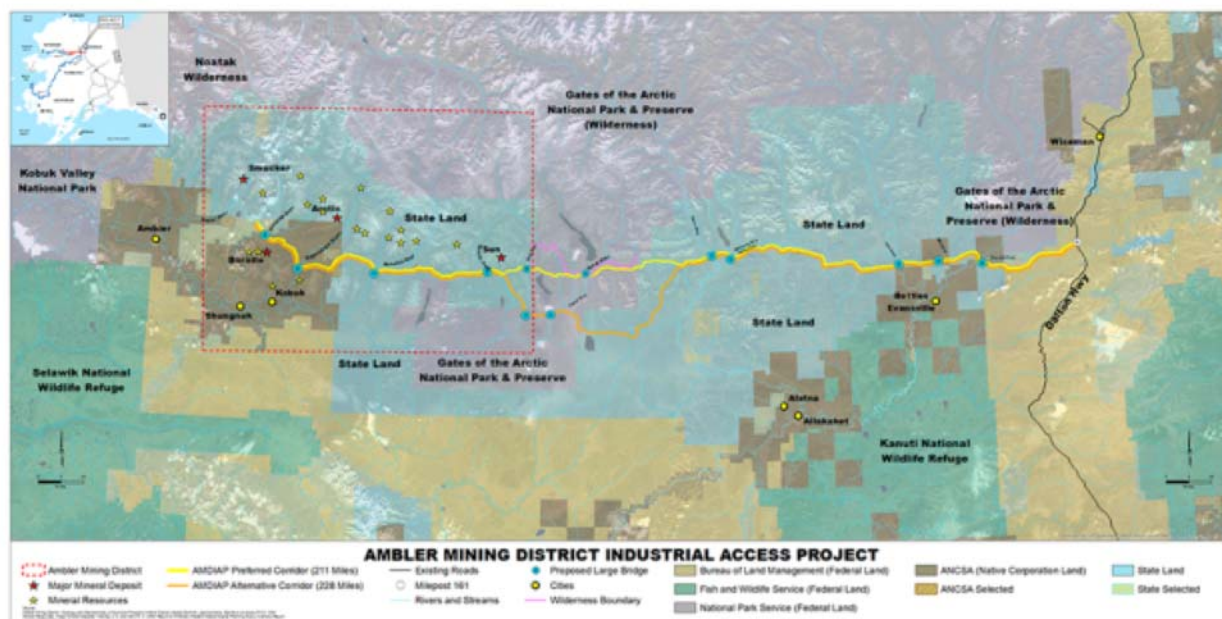 Noatak
Wilderness
Gates of the Arctic
National Park & Preserve
(Wilderness)
Kobuk Valley
National Park
Wiseman
Smucker
Gates of the Arctic
National Park &
Preserve (Wilderness)
Arctic
State Land
State Land
Ambler
Sun
Bornite
Kobuk
Shungnak
Bettles
Evansville
Dalton Hwy
State Land
State Land
Gates of the Arctic
National Park & Preserve
Selawik National
Wildlife Refuge
Alatna
Allakaket
Kanuti National
Wildlife Refuge
AMBLER MINING DISTRICT INDUSTRIAL ACCESS PROJECT
Ambler Mining District
Major Mineral Deposit
Mineral Resources
AMDIAP Preferred Corridor (211 Miles)
AMDIAP Alternative Corridor (228 Miles)
Existing Roads
Milepost 161
Rivers and Streams
Proposed Large Bridge
Cities
Wilderness Boundary
Bureau of Land Management (Federal Land)
Fish and Wildlife Service (Federal Land)
National Park Service (Federal Land)
ANCSA (Native Corporation Land)
ANCSA Selected
State Land
State Selected